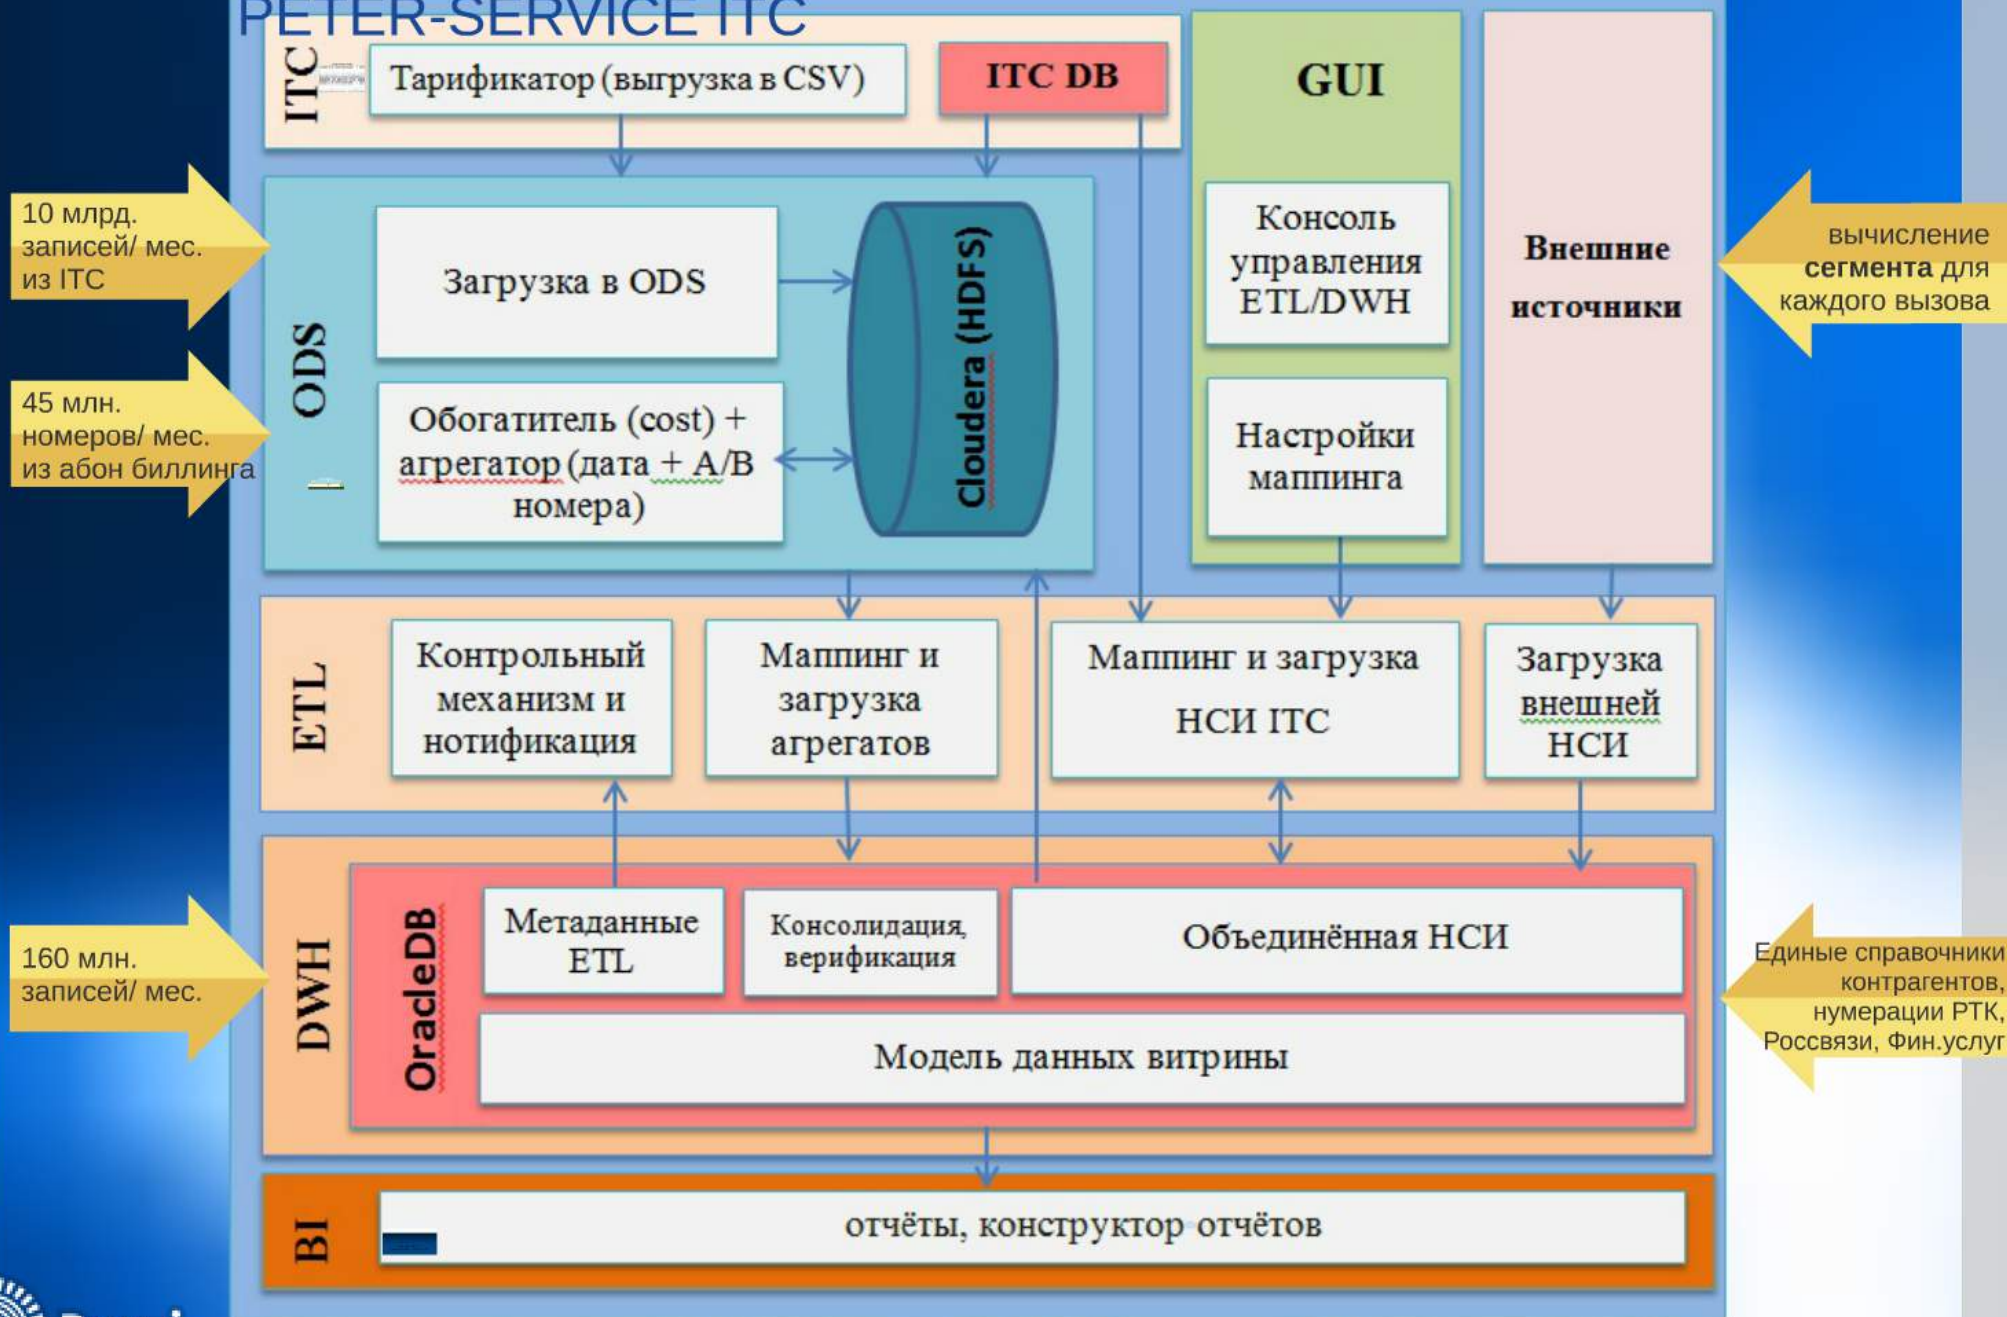 PETER-SERVICE ITC
ITC
Тарификатор (выгрузка в CSV)
ITC DB
GUI
Внешние
источники
10 млрд.
записей/ мес.
из ITC
45 млн.
номеров/ мес.
из абон биллинга
ODS
Загрузка в ODS
Обогатитель (cost) +
агрегатор (дата + A/B
номера)
Cloudera (HDFS)
Консоль
управления
ETL/DWH
Настройки
маппинга
вычисление
сегмента для
каждого вызова
ETL
Контрольный
механизм и
нотификация
Маппинг и
загрузка
агрегатов
Маппинг и загрузка
НСИ ITC
Загрузка
внешней
НСИ
160 млн.
записей/ мес.
DWH
OracleDB
Метаданные
ETL
Консолидация,
верификация
Объединённая НСИ
Модель данных витрины
Единые справочники
контрагентов,
нумерации РТК,
Россвязи, Фин.услуг
BI
отчёты, конструктор отчётов